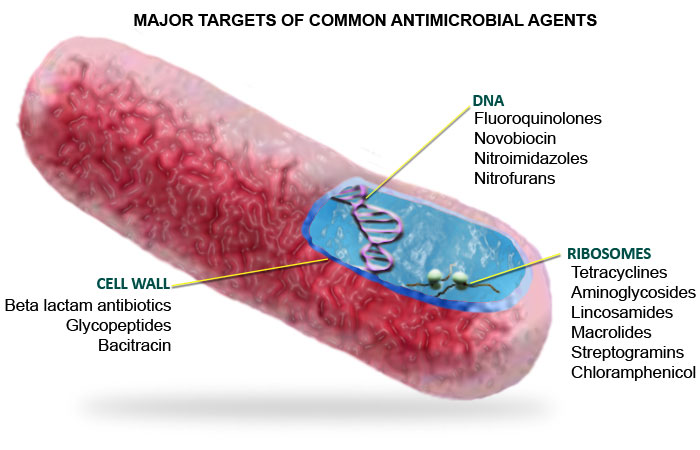 MAJOR TARGETS OF COMMON ANTIMICROBIAL AGENTS
DNA
Fluoroquinolones
Novobiocin
Nitroimidazoles
Nitrofurans
RIBOSOMES
Tetracyclines
Aminoglycosides
Lincosamides
Macrolides
Streptogramins
Chloramphenicol
CELL WALL
Beta lactam antibiotics
Glycopeptides
Bacitracin